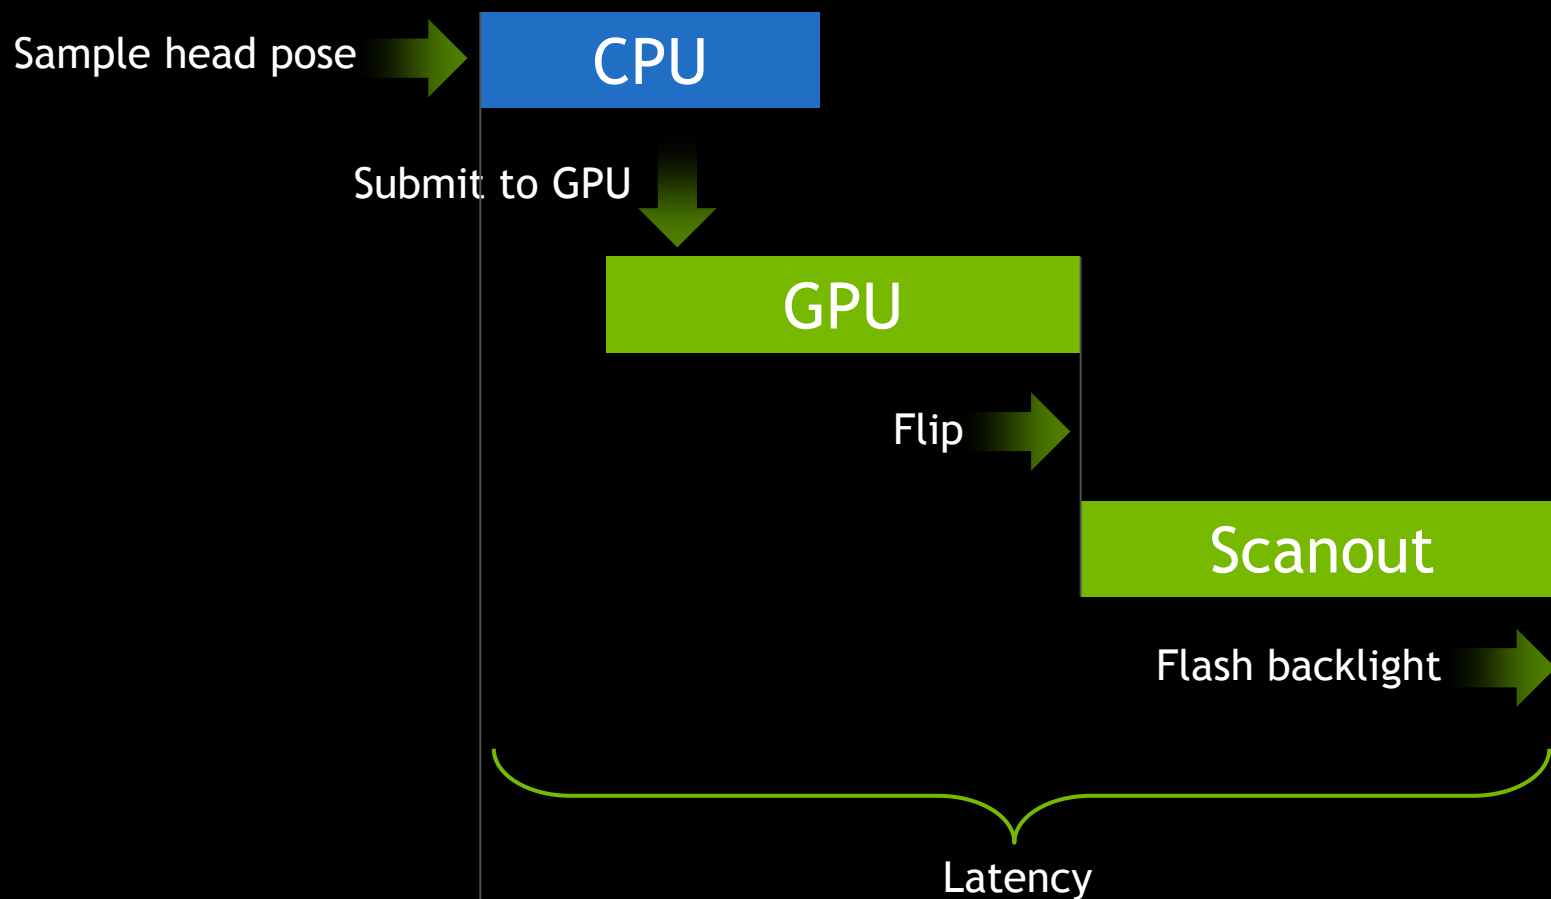 Sample head pose
CPU
Submit to GPU
GPU
Flip
Scanout
Flash backlight
Latency